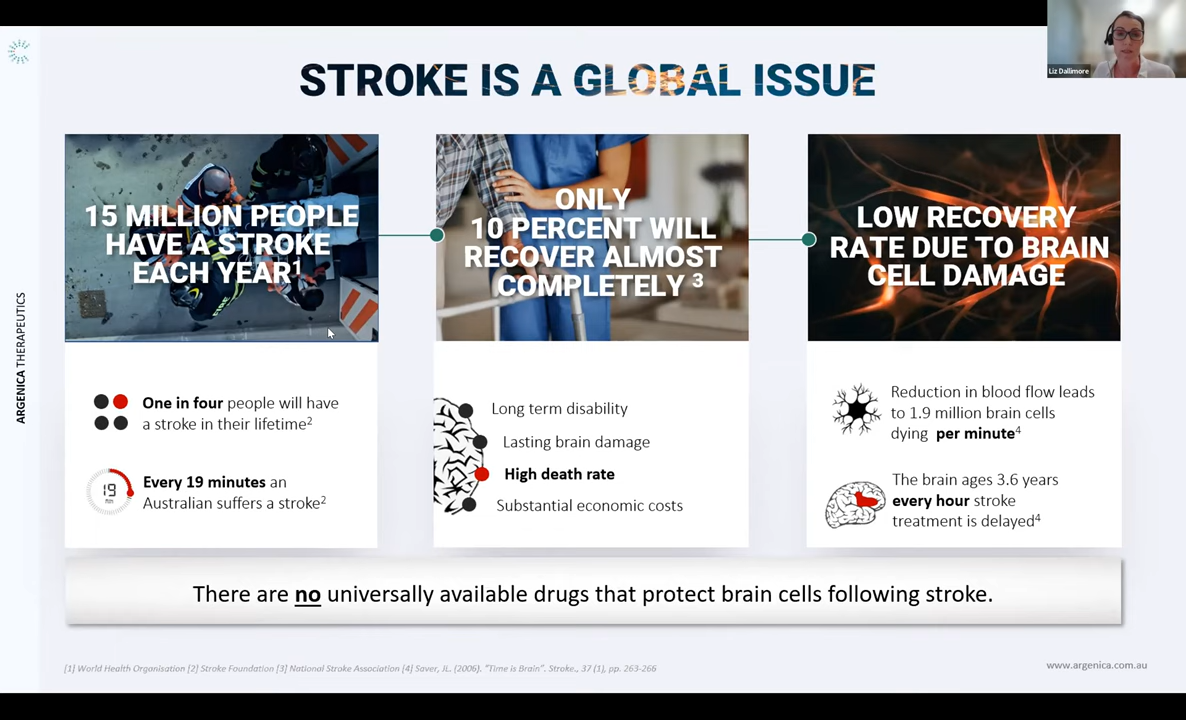 Liz Dallimore
STROKE IS A GLOBAL ISSUE
ARGENICA THERAPEUTICS
15 MILLION PEOPLE
HAVE A STROKE
EACH YEAR1
One in four people will have
a stroke in their lifetime2
19
Every 19 minutes an
Australian suffers a stroke2
ONLY
10 PERCENT WILL
RECOVER ALMOST
COMPLETELY 3
Long term disability
Lasting brain damage
High death rate
Substantial economic costs
LOW RECOVERY
RATE DUE TO BRAIN
CELL DAMAGE
Reduction in blood flow leads
to 1.9 million brain cells
dying per minute4
The brain ages 3.6 years
every hour stroke
treatment is delayed4
There are no universally available drugs that protect brain cells following stroke.
[1] World Health Organisation [2] Stroke Foundation [3] National Stroke Association [4] Saver, JL. (2006). "Time is Brain". Stroke., 37 (1), pp. 263-266
www.argenica.com.au